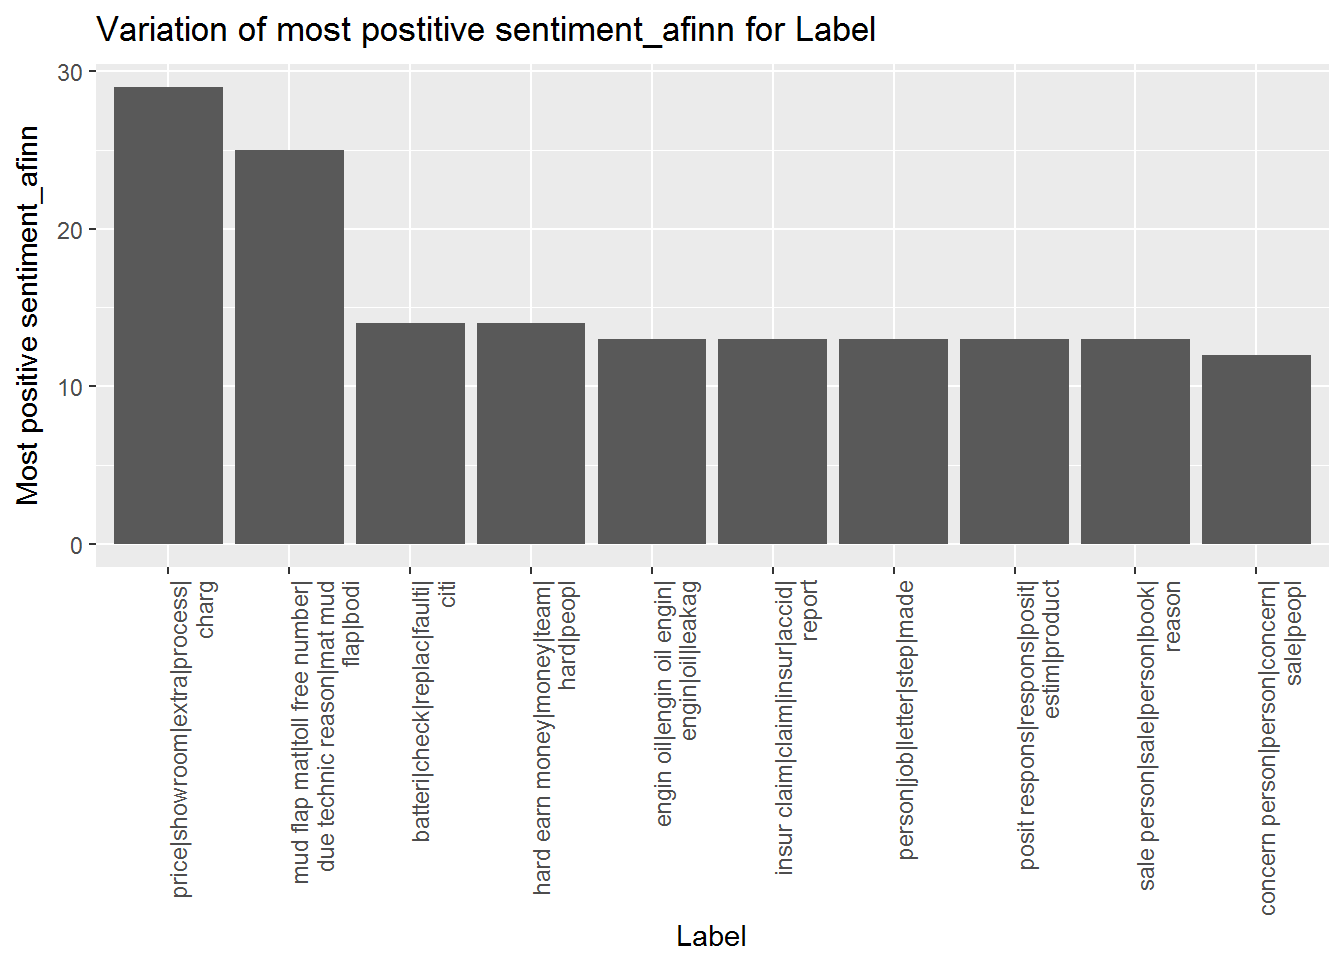 Variation of most postitive sentiment_afinn for Label
Most positive sentiment_afinn
30
20
10
0
price|showroom|extra|process|
charg
mud flap mat|toll free number|
due technic reason|mat mud
flap|bodi
batteri|check|replac|faulti|
citi
hard earn money|money|team|
hard|peopl
engin oil|engin oil engin|
engin|oil|leakag
insur claim|claim|insur|accid|
report
person|job|letter|step|made
posit respons|respons|posit|
estim|product
sale person|sale|person|book|
reason
concern person|person|concern|
sale|peopl
Label